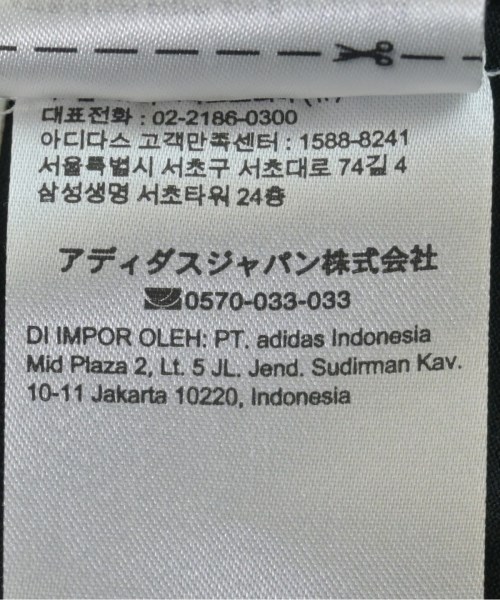 대표전화 : 02-2186-0300
아디다스 고객만족센터 : 1588-8241
서울특별시 서초구 서초대로 74길 4
삼성생명 서초타워 24층
アディダスジャパン株式会社
0570-033-033
DI IMPOR OLEH: PT. adidas Indonesia
Mid Plaza 2, Lt. 5 JL. Jend. Sudirman Kav.
10-11 Jakarta 10220, Indonesia